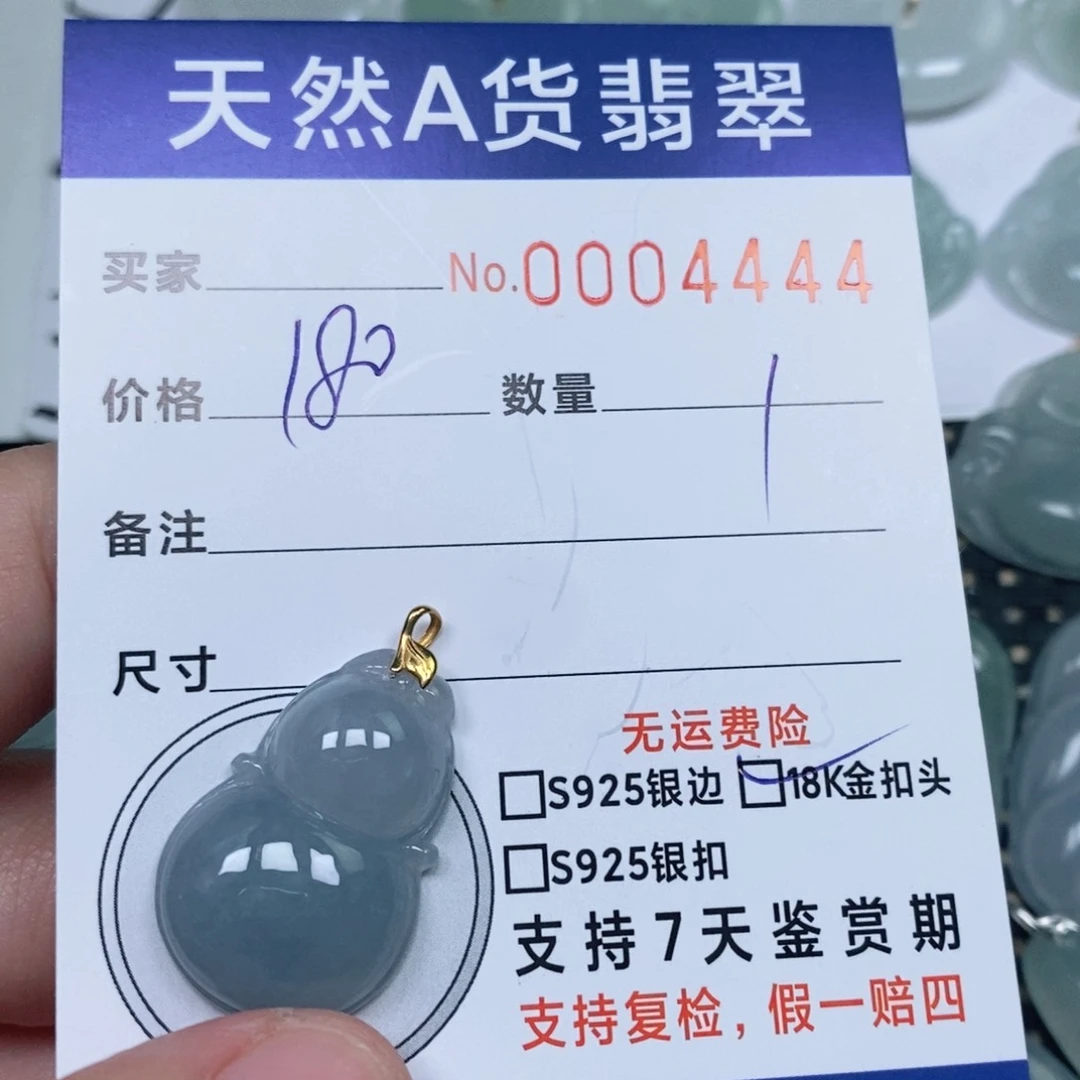 天然A货翡翠
买家 No.0004444
价格 180 数量 1
备注
尺寸
无运费险
S925银边 18K金扣头
S925银扣
支持7天鉴赏期
支持复检，假一赔四